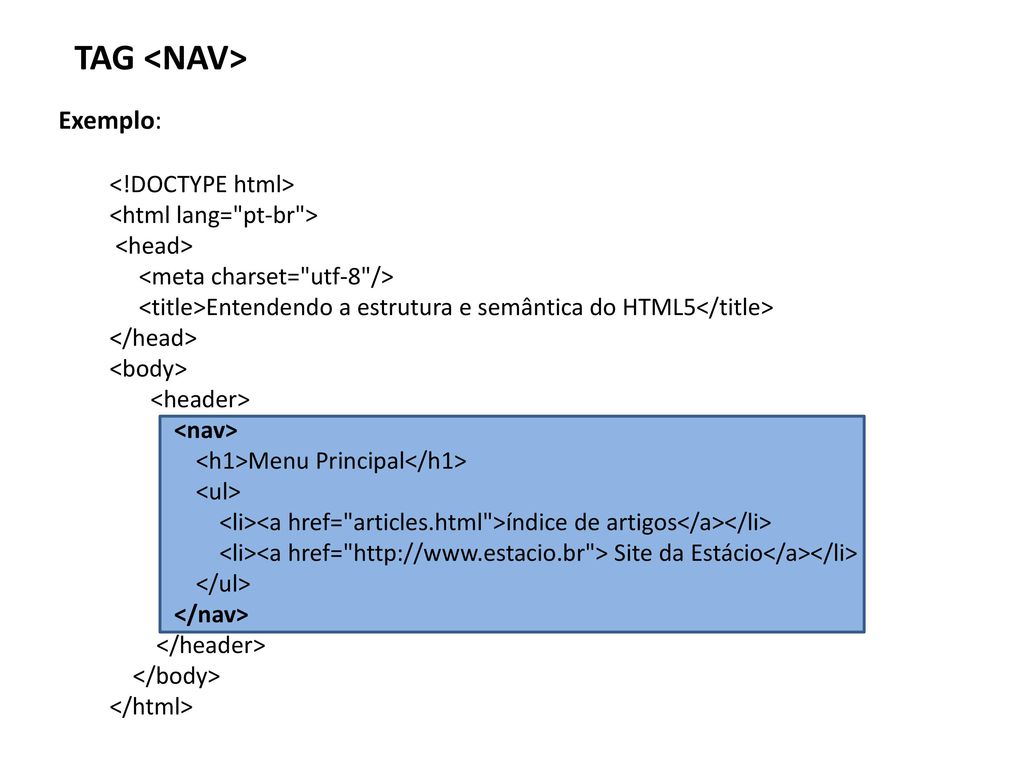 TAG <NAV>
Exemplo:
<!DOCTYPE html>
<html lang="pt-br">
<head>
<meta charset="utf-8"/>
<title>Entendendo a estrutura e semântica do HTML5</title>
</head>
<body>
<header>
<nav>
<h1>Menu Principal</h1>
<ul>
<li><a href="articles.html">índice de artigos</a></li>
<li><a href="http://www.estacio.br"> Site da Estácio</a></li>
</ul>
</nav>
</header>
</body>
</html>